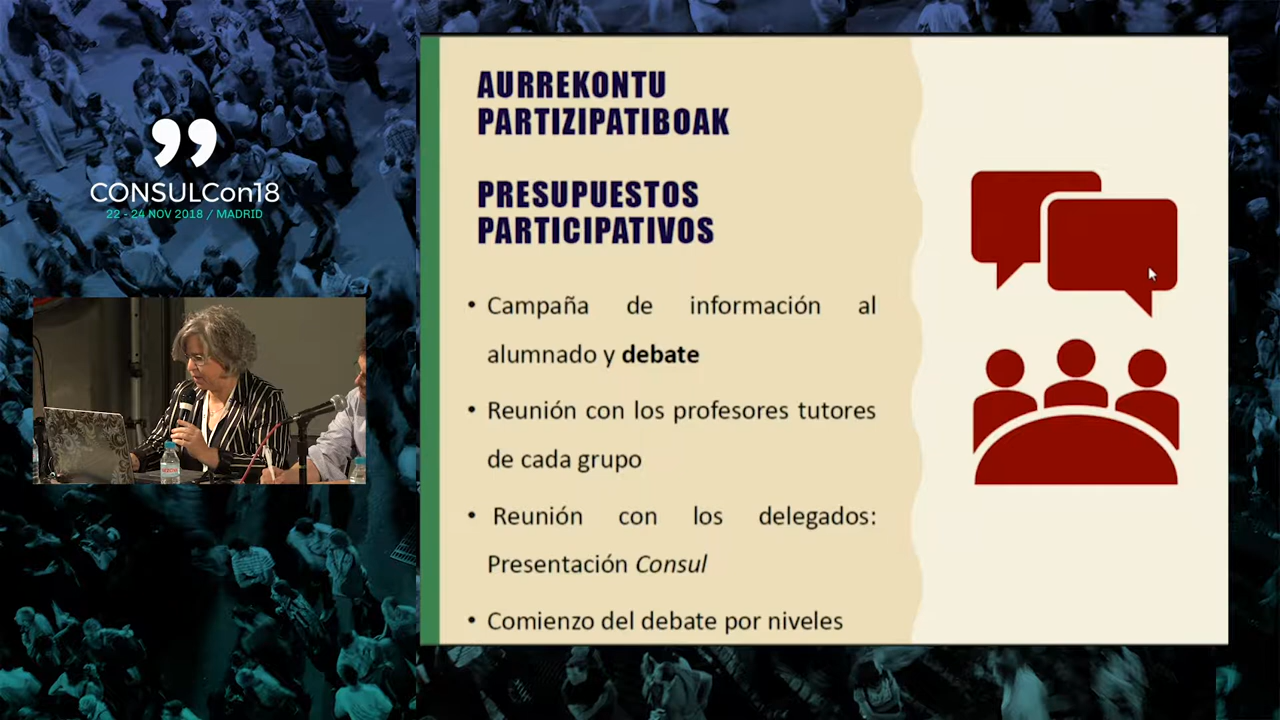 CONSULCon18
22 - 24 NOV 2018 / MADRID
AURREKONTU
PARTIZIPATIBOAK
PRESUPUESTOS
PARTICIPATIVOS
• Campaña de información al
alumnado y debate
• Reunión con los profesores tutores
de cada grupo
• Reunión con los delegados:
Presentación Consul
• Comienzo del debate por niveles